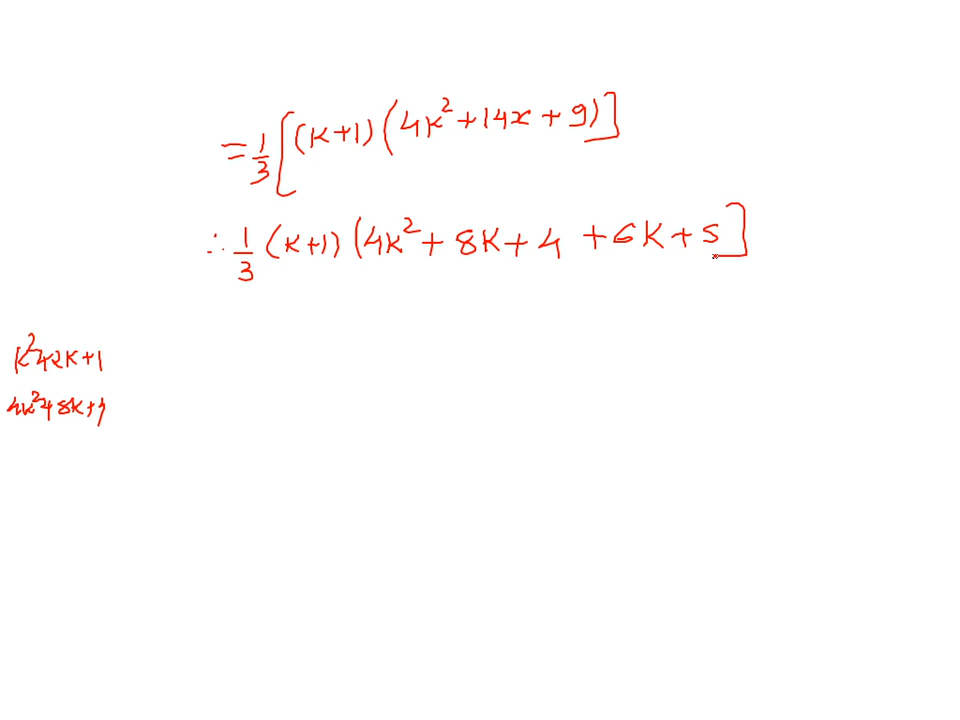 = 1/3 [(k+1)(4k²+14x+9)]
∴ 1/3 (k+1)(4k²+8k+4 +6k+5]
k²+2k+1
4k²+8k+4